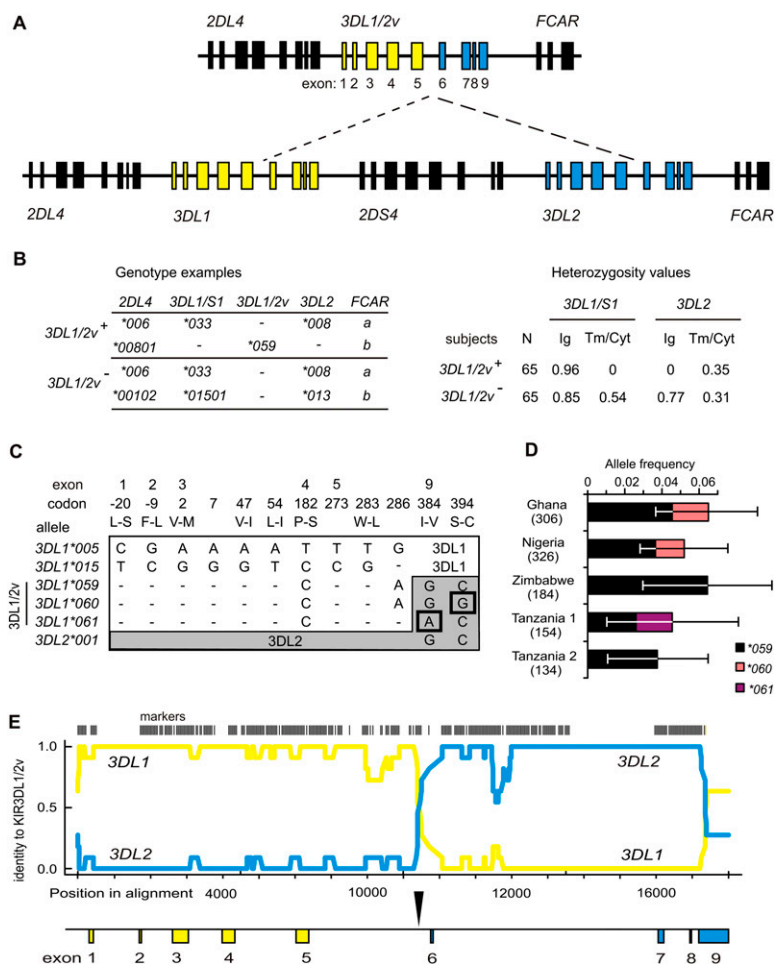 A
2DL4 3DL1/2v FCAR
exon: 1 2 3 4 5 6 7 8 9
2DL4 3DL1 2DS4 3DL2 FCAR
B
Genotype examples
2DL4 3DL1/S1 3DL1/2v 3DL2 FCAR
3DL1/2v+ *006 *033 - *008 a
*00801 - *059 - b
3DL1/2v- *006 *033 - *008 a
*00102 *01501 - *013 b
Heterozygosity values
3DL1/S1 3DL2
subjects N Ig Tm/Cyt Ig Tm/Cyt
3DL1/2v+ 65 0.96 0 0 0.35
3DL1/2v- 65 0.85 0.54 0.77 0.31
C
exon 1 2 3 4 5 9
codon -20 -9 2 7 47 54 182 273 283 286 384 394
allele L-S F-L V-M V-I L-I P-S W-L I-V S-C
3DL1*005 C G A A A A T T T G 3DL1
3DL1*015 T C G G G T C C G - 3DL1
3DL1/2v
3DL1*059 - - - - - - C - - A G C
3DL1*060 - - - - - - C - - A G G
3DL1*061 - - - - - - C - - - A C
3DL2*001 3DL2 G C
D
Allele frequency
0 0.02 0.04 0.06
Ghana
(306)
Nigeria
(326)
Zimbabwe
(184)
Tanzania 1
(154)
Tanzania 2
(134)
*059
*060
*061
E
markers
identity to KIR3DL1/2v
1.0
0.5
0.0
3DL1 3DL2
3DL2 3DL1
Position in alignment 4000 10000 12000 16000
exon 1 2 3 4 5 6 7 8 9